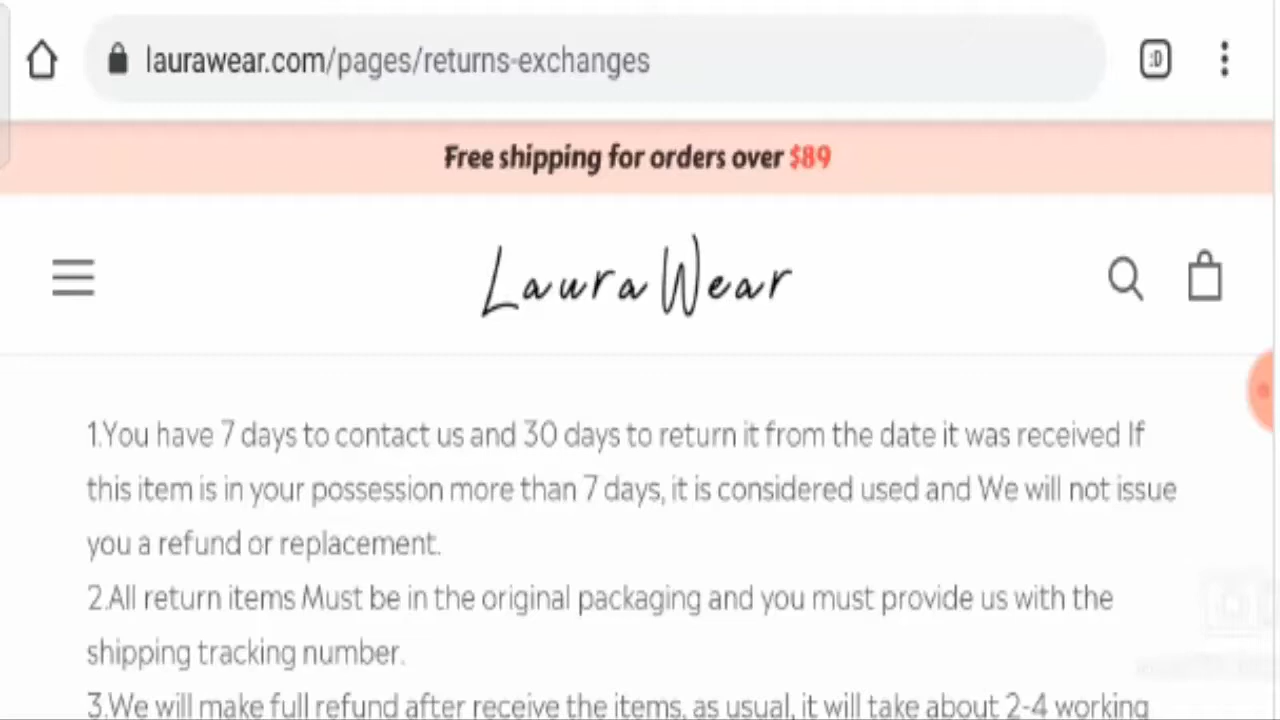 laurawear.com/pages/returns-exchanges
:D
Free shipping for orders over $89
Laura Wear
1.You have 7 days to contact us and 30 days to return it from the date it was received If
this item is in your possession more than 7 days, it is considered used and We will not issue
you a refund or replacement.
2.All return items Must be in the original packaging and you must provide us with the
shipping tracking number.
3.We will make full refund after receive the items, as usual, it will take about 2-4 working